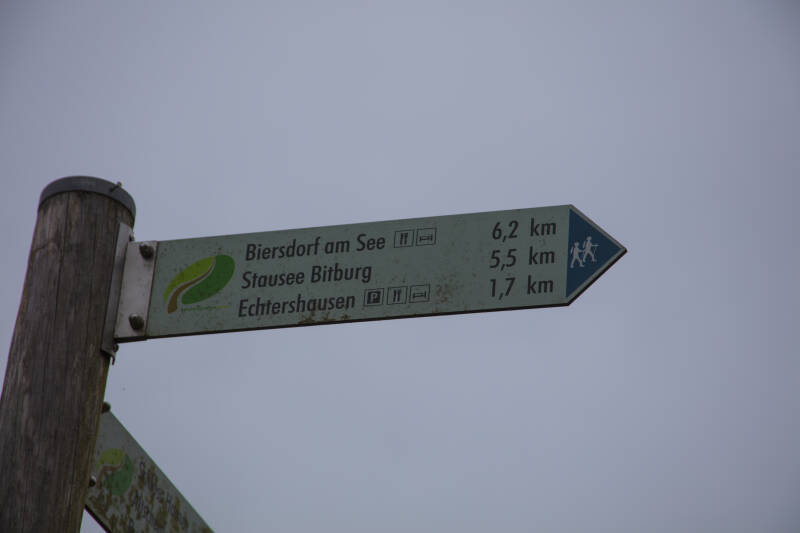 Biersdorf am See 6,2 km
Stausee Bitburg 5,5 km
Echtershausen P 1,7 km